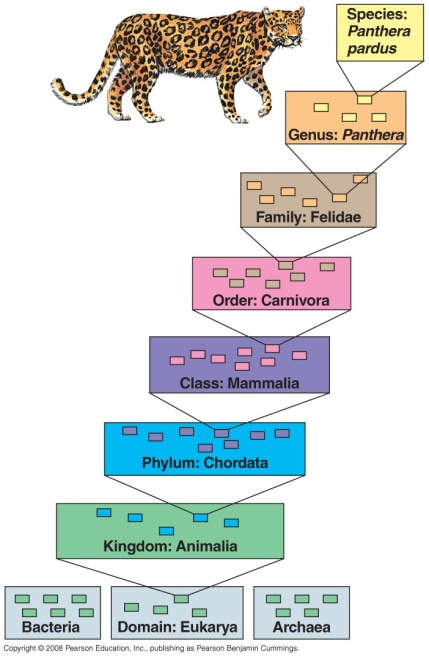 Species:
Panthera
pardus
Genus: Panthera
Family: Felidae
Order: Carnivora
Class: Mammalia
Phylum: Chordata
Kingdom: Animalia
Bacteria
Domain: Eukarya
Archaea
Copyright © 2008 Pearson Education, Inc., publishing as Pearson Benjamin Cummings.